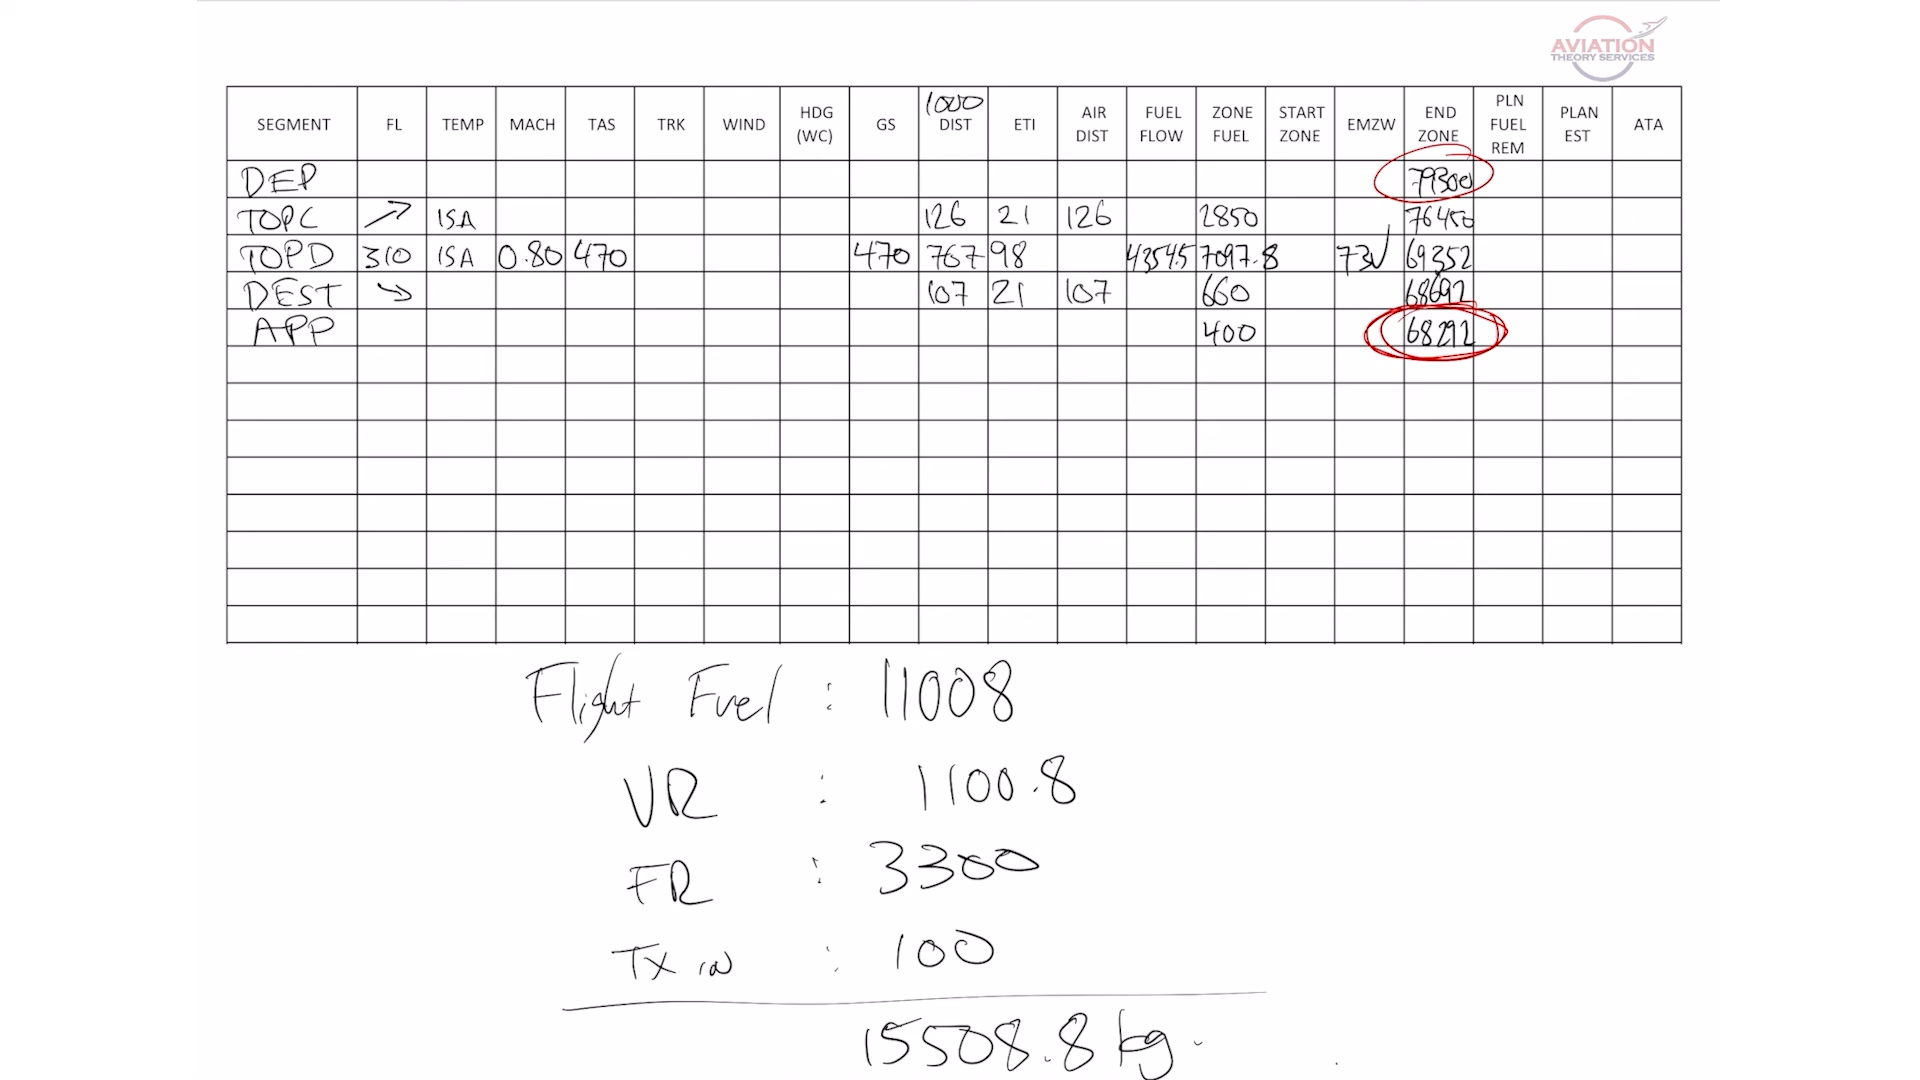 AVIATION
THEORY SERVICES
SEGMENT FL TEMP MACH TAS TRK WIND HDG (WC) GS 1000 DIST ETI AIR DIST FUEL FLOW ZONE FUEL START ZONE EMZW END ZONE PLN FUEL REM PLAN EST ATA
DEP 79300
TOPC ISA 126 21 126 2850 76450
TOPD 310 ISA 0.80 470 470 767 98 4354.5 7097.8 73 69352
DEST 107 21 107 660 68692
APP 400 68292
Flight Fuel : 11008
VR : 1100.8
FR : 3300
TX in : 100
15508.8 kg.